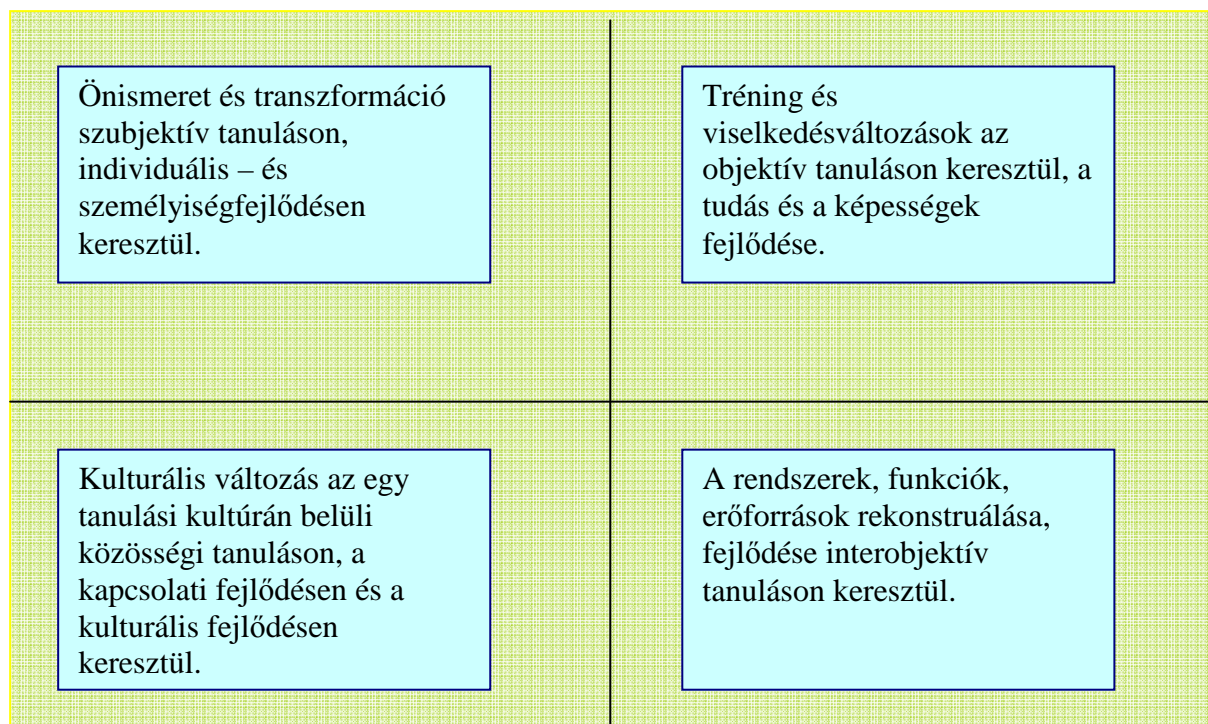 Önismeret és transzformáció
szubjektív tanuláson,
individuális – és
személyiségfejlődésen
keresztül.
Tréning és
viselkedésváltozások az
objektív tanuláson keresztül, a
tudás és a képességek
fejlődése.
Kulturális változás az egy
tanulási kultúrán belüli
közösségi tanuláson, a
kapcsolati fejlődésen és a
kulturális fejlődésen
keresztül.
A rendszerek, funkciók,
erőforrások rekonstruálása,
fejlődése interobjektív
tanuláson keresztül.